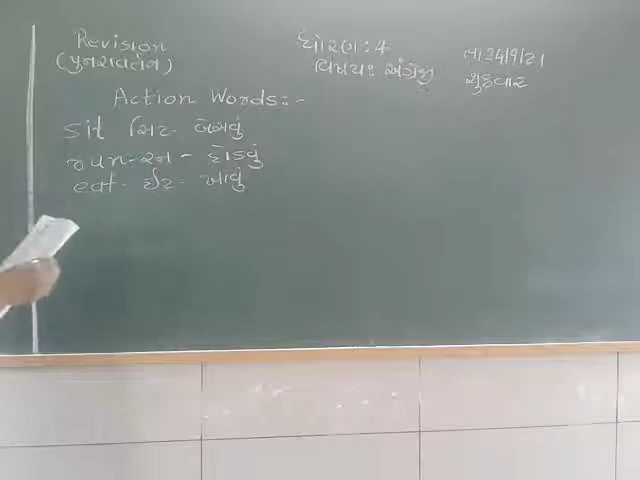 Revision
(પુનરાવર્તન)
ધોરણ : 4
વિષય : અંગ્રેજી
તા 24/9/21
શુક્રવાર
Action Words:-
sit સિટ - બેસવું
run - રન - દોડવું
eat - ઈટ - ખાવું